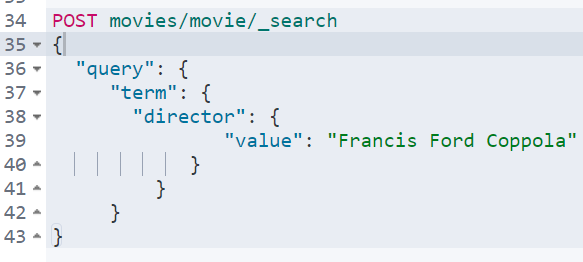 34 POST movies/movie/_search
35 {
36 "query": {
37 "term": {
38 "director": {
39 "value": "Francis Ford Coppola"
40 }
41 }
42 }
43 }